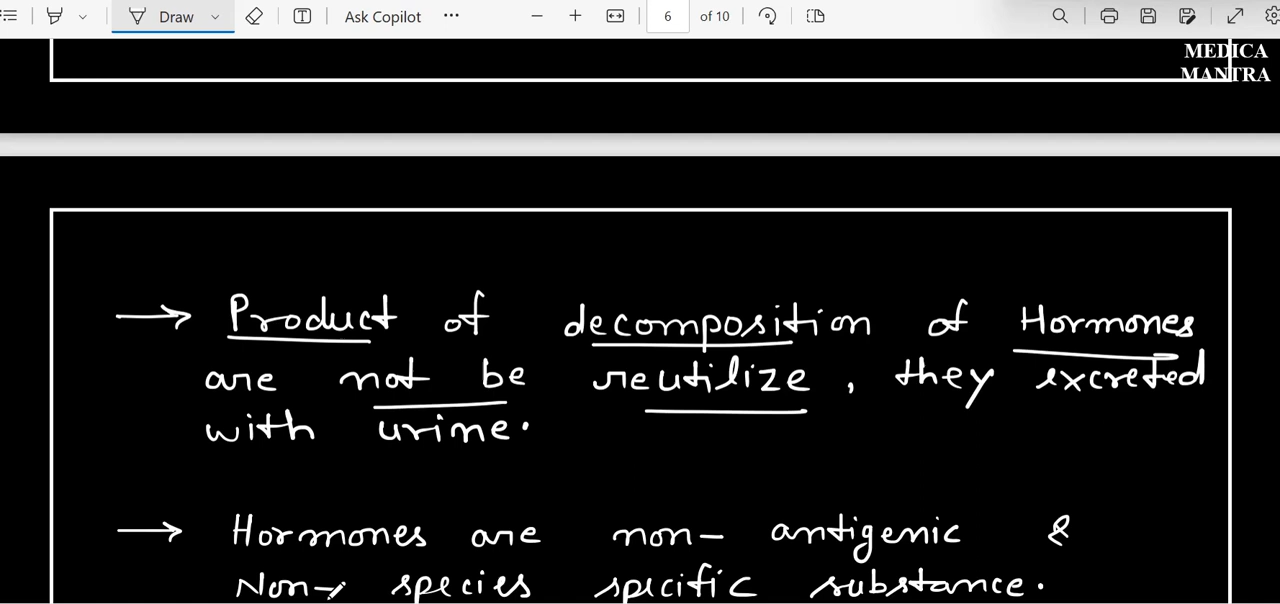 Draw
Ask Copilot
6 of 10
MEDICA
MANTRA
→ Product of decomposition of Hormones
are not be reutilize, they excreted
with urine.
→ Hormones are non- antigenic &
Non- species specific substance.